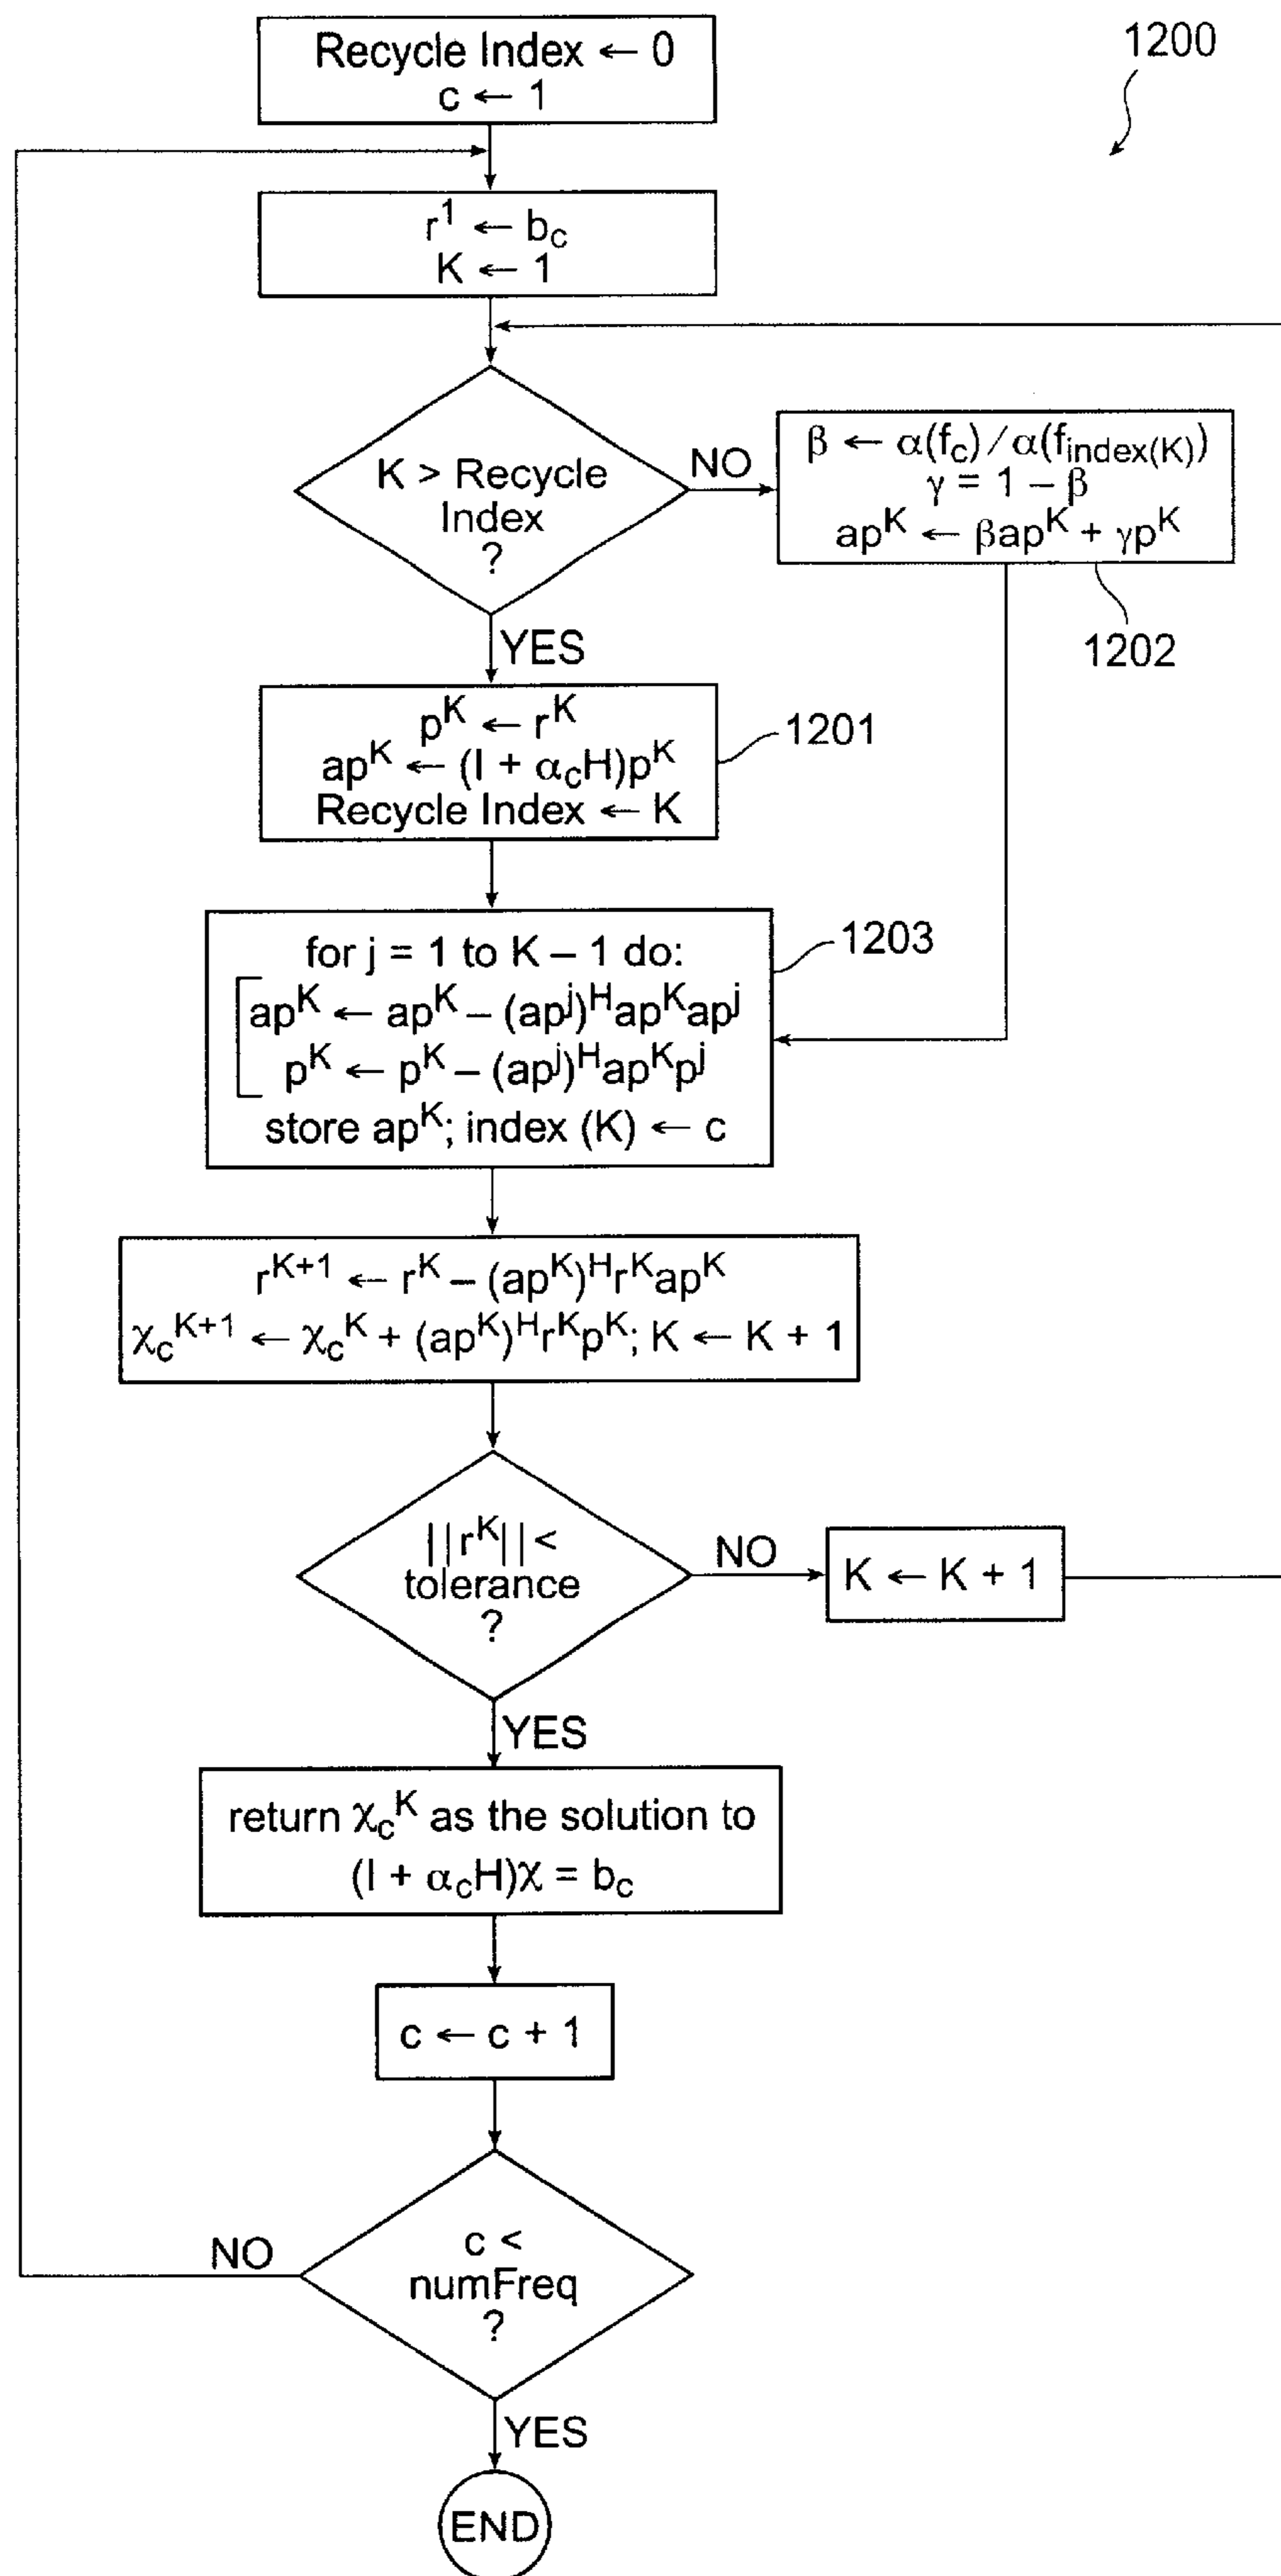 1200
Recycle Index ← 0
c ← 1
r¹ ← b_c
K ← 1
K > Recycle
Index
?
NO
β ← α(f_c) / α(f_index(K))
γ = 1 – β
ap^K ← βap^K + γp^K
1202
YES
p^K ← r^K
ap^K ← (I + α_cH)p^K
Recycle Index ← K
1201
for j = 1 to K – 1 do:
ap^K ← ap^K – (ap^j)^H ap^K ap^j
p^K ← p^K – (ap^j)^H ap^K p^j
store ap^K; index (K) ← c
1203
r^{K+1} ← r^K – (ap^K)^H r^K ap^K
χ_c^{K+1} ← χ_c^K + (ap^K)^H r^K p^K; K ← K + 1
||r^K|| <
tolerance
?
NO
K ← K + 1
YES
return χ_c^K as the solution to
(I + α_cH)χ = b_c
c ← c + 1
c <
numFreq
?
NO
YES
END